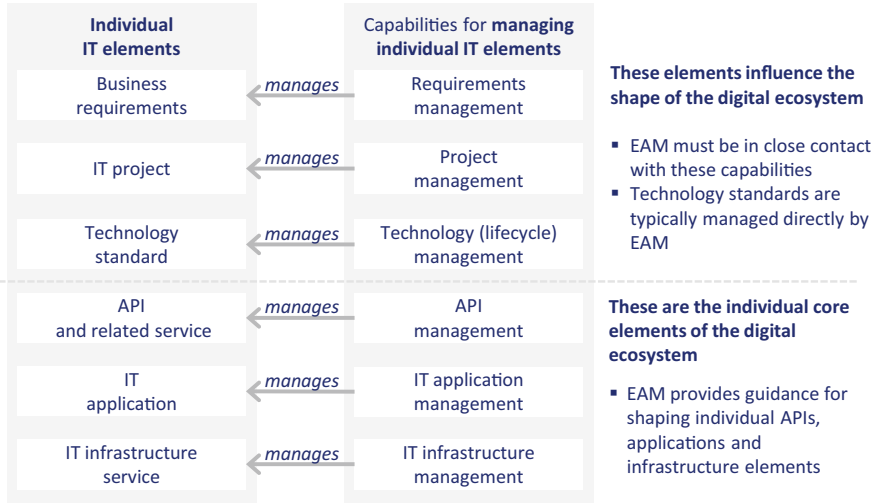 Individual
IT elements
Capabilities for managing
individual IT elements
Business
requirements
manages
Requirements
management
IT project
manages
Project
management
Technology
standard
manages
Technology (lifecycle)
management
These elements influence the
shape of the digital ecosystem
▪ EAM must be in close contact
with these capabilities
▪ Technology standards are
typically managed directly by
EAM
API
and related service
manages
API
management
IT
application
manages
IT application
management
IT infrastructure
service
manages
IT infrastructure
management
These are the individual core
elements of the digital
ecosystem
▪ EAM provides guidance for
shaping individual APIs,
applications and
infrastructure elements